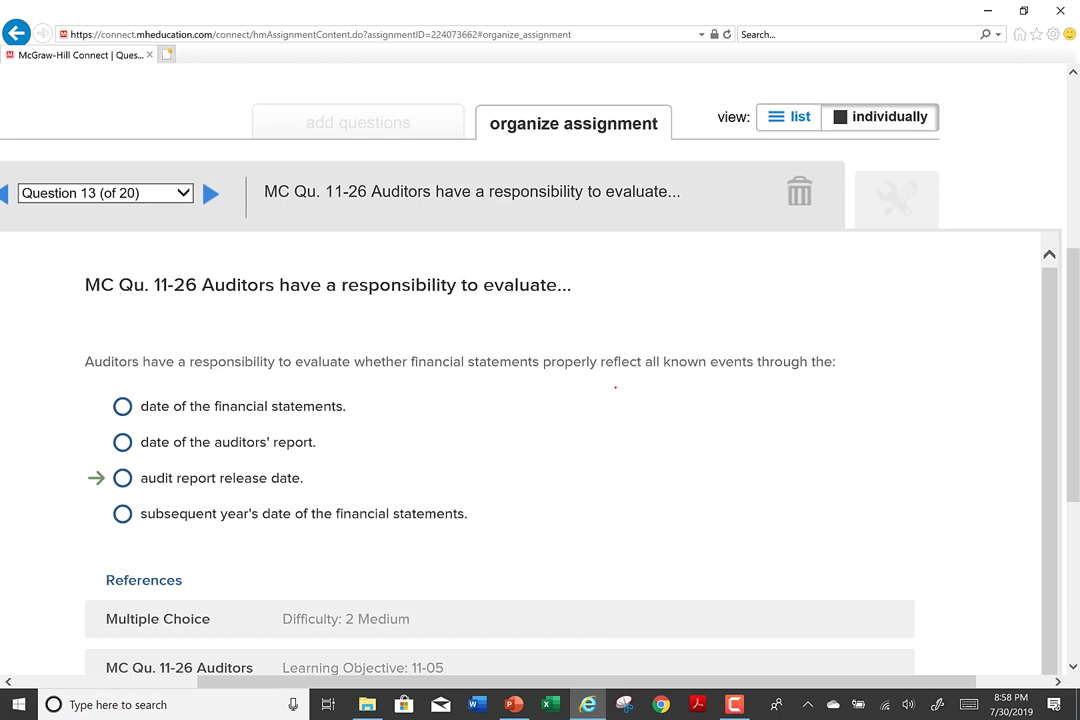 https://connect.mheducation.com/connect/hmAssignmentContent.do?assignmentID=224073662#organize_assignment
Search...
McGraw-Hill Connect | Ques...
add questions
organize assignment
view:
list
individually
Question 13 (of 20)
MC Qu. 11-26 Auditors have a responsibility to evaluate...
MC Qu. 11-26 Auditors have a responsibility to evaluate...
Auditors have a responsibility to evaluate whether financial statements properly reflect all known events through the:
date of the financial statements.
date of the auditors' report.
audit report release date.
subsequent year's date of the financial statements.
References
Multiple Choice Difficulty: 2 Medium
MC Qu. 11-26 Auditors Learning Objective: 11-05
Type here to search
8:58 PM
7/30/2019